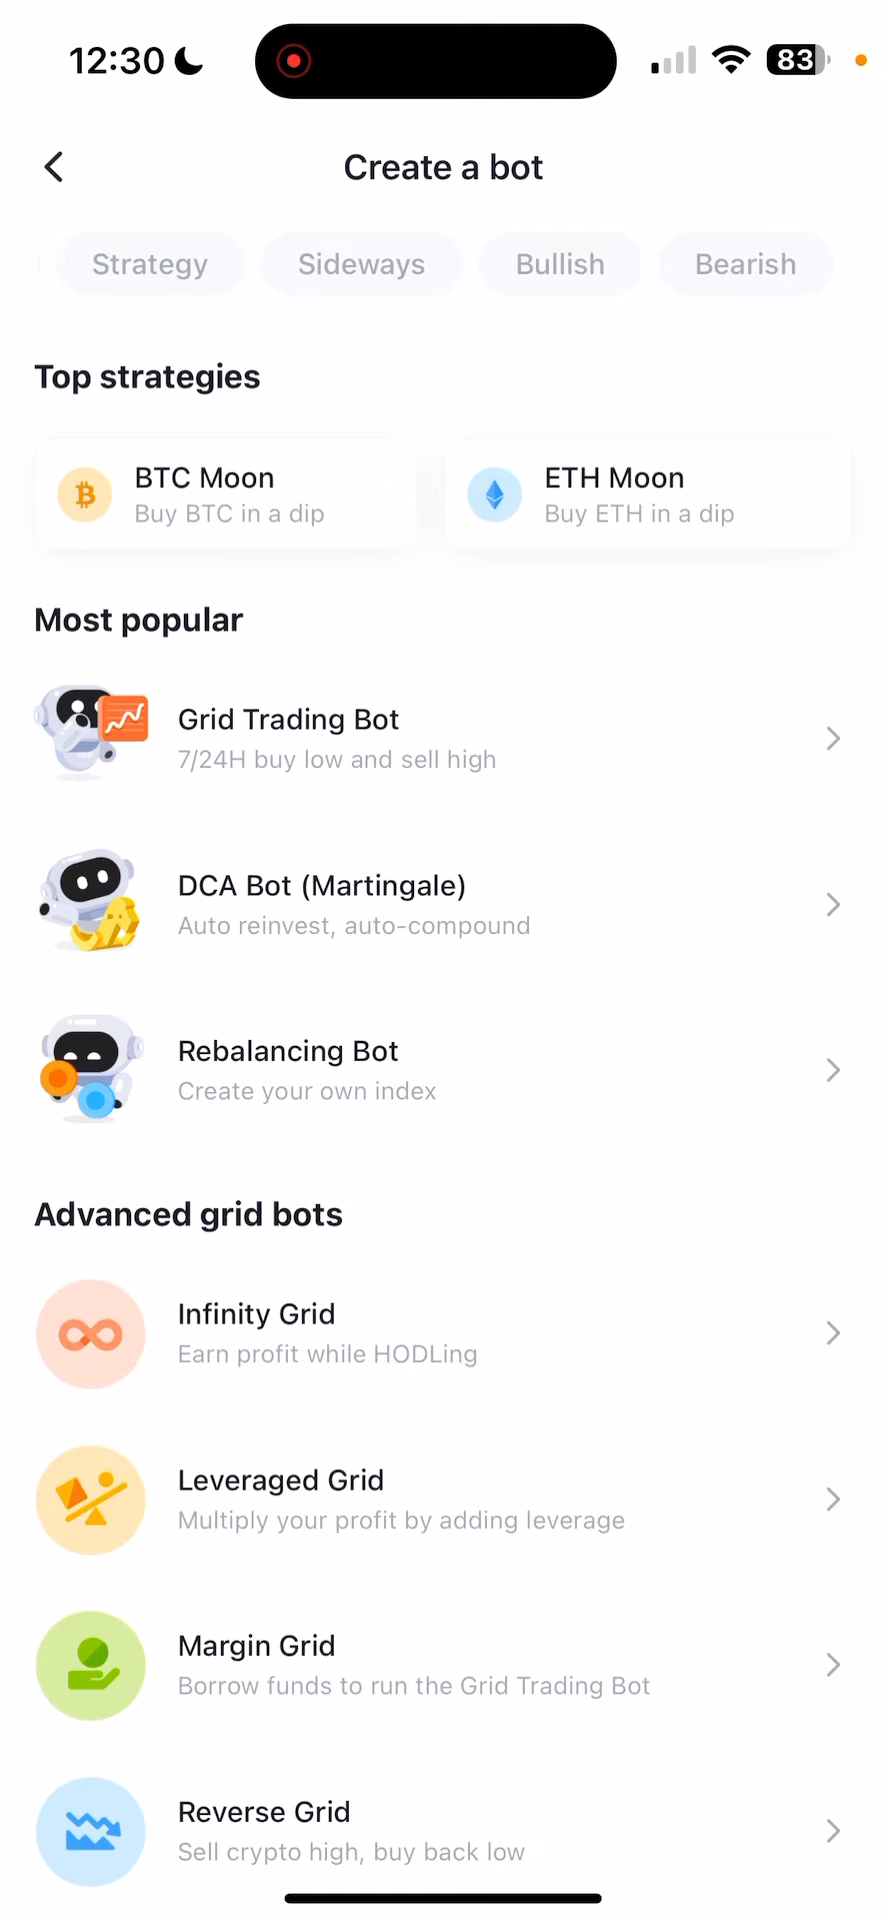 12:30
83
Create a bot
Strategy
Sideways
Bullish
Bearish
Top strategies
BTC Moon
Buy BTC in a dip
ETH Moon
Buy ETH in a dip
Most popular
Grid Trading Bot
7/24H buy low and sell high
DCA Bot (Martingale)
Auto reinvest, auto-compound
Rebalancing Bot
Create your own index
Advanced grid bots
Infinity Grid
Earn profit while HODLing
Leveraged Grid
Multiply your profit by adding leverage
Margin Grid
Borrow funds to run the Grid Trading Bot
Reverse Grid
Sell crypto high, buy back low